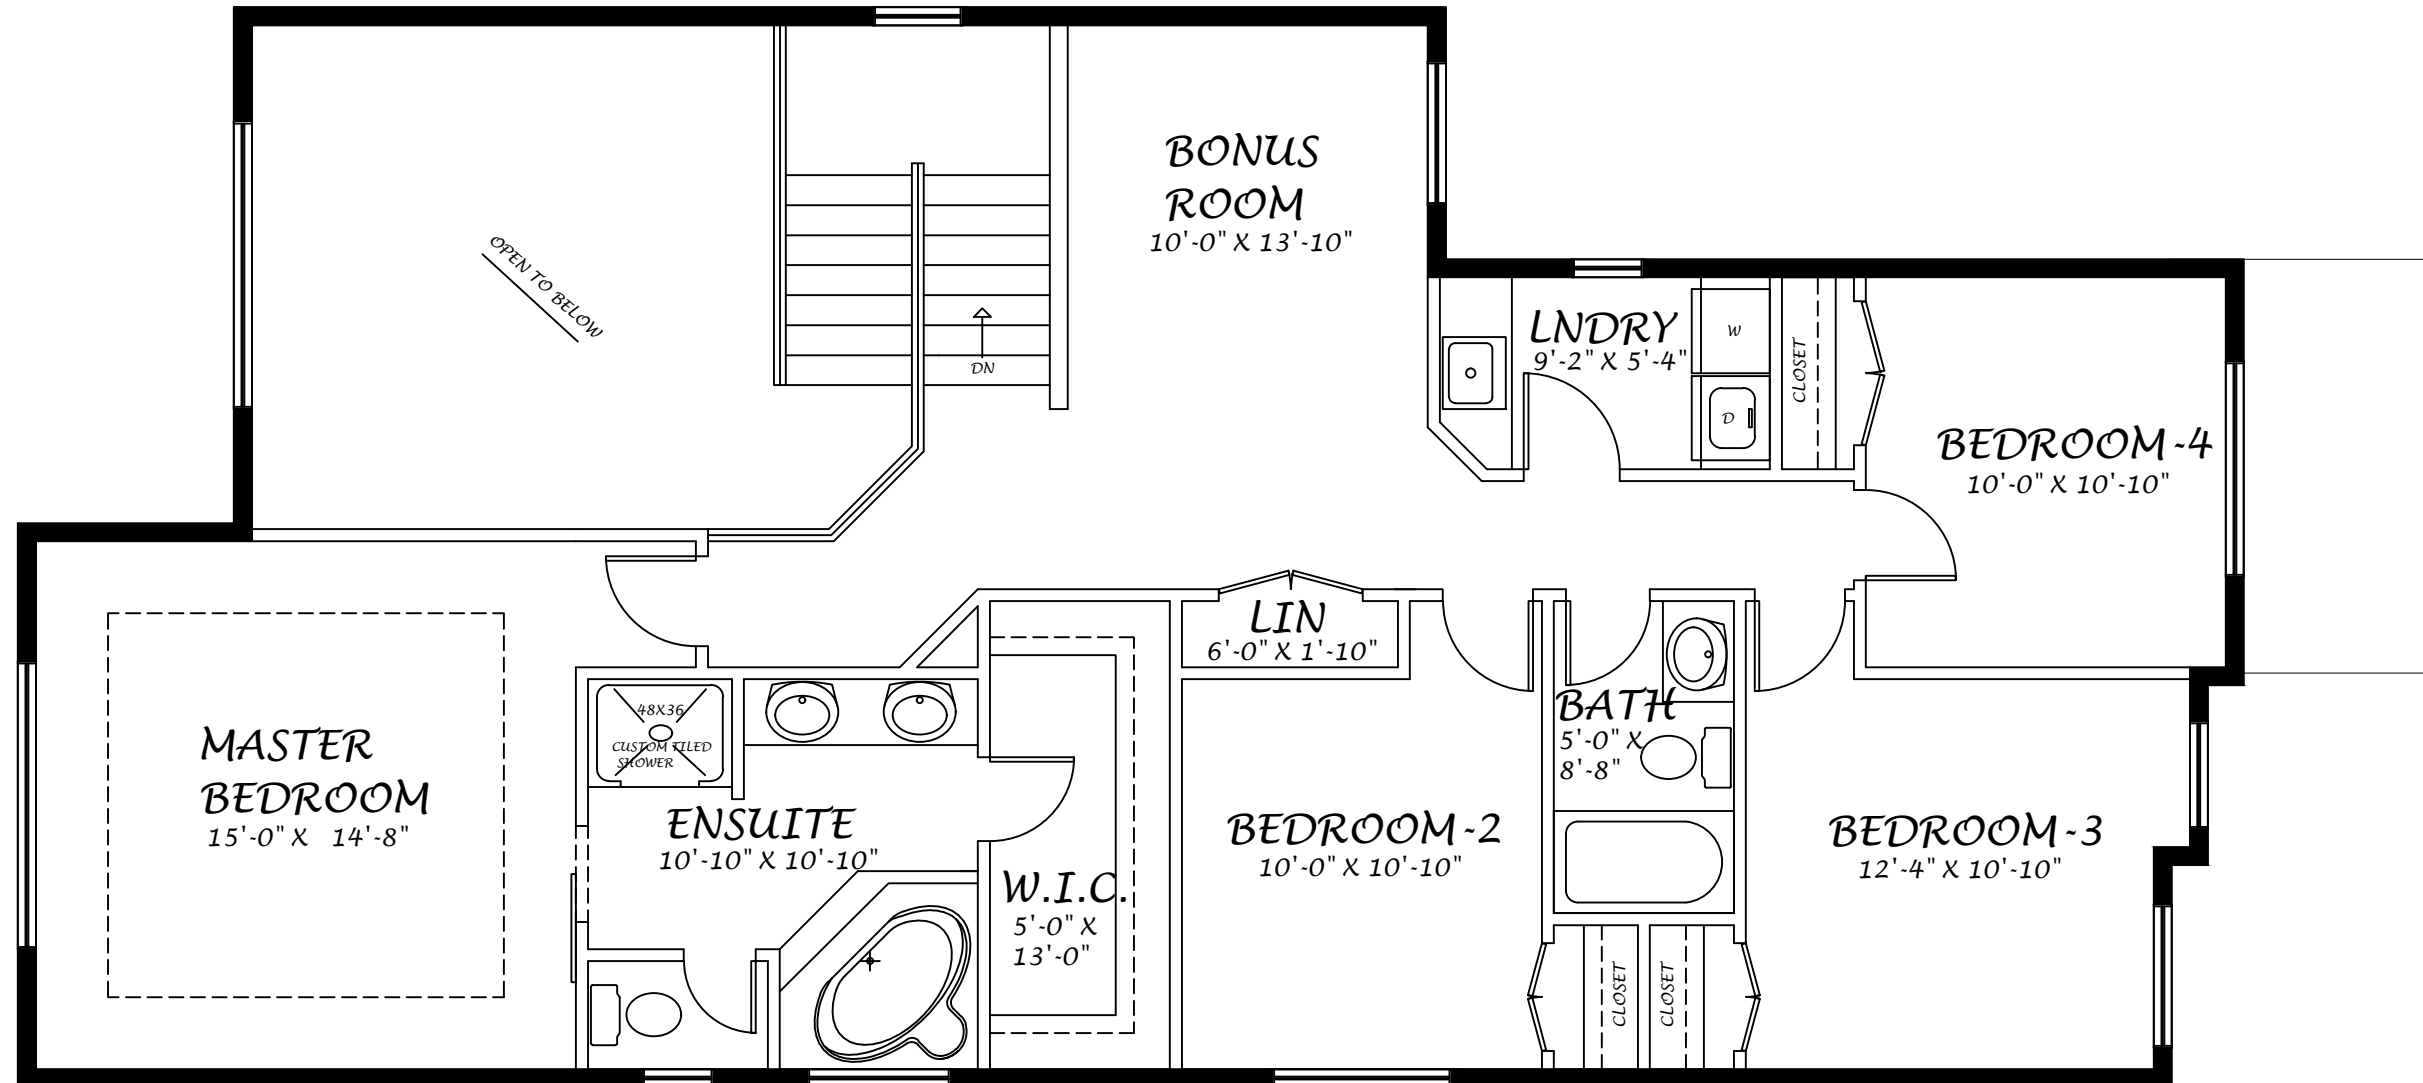 BONUS
ROOM
10'-0" X 13'-10"
OPEN TO BELOW
DN
LNDRY
9'-2" X 5'-4"
W
D
CLOSET
BEDROOM-4
10'-0" X 10'-10"
LIN
6'-0" X 1'-10"
MASTER
BEDROOM
15'-0" X 14'-8"
48X36
CUSTOM TILED
SHOWER
ENSUITE
10'-10" X 10'-10"
W.I.C.
5'-0" X
13'-0"
BEDROOM-2
10'-0" X 10'-10"
BATH
5'-0" X
8'-8"
BEDROOM-3
12'-4" X 10'-10"
CLOSET
CLOSET